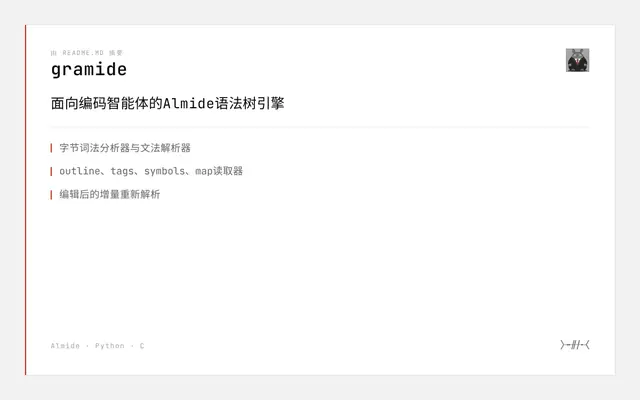 由 README.MD 摘要
gramide
面向编码智能体的Almide语法树引擎
字节词法分析器与文法解析器
outline、tags、symbols、map读取器
编辑后的增量重新解析
Almide · Python · C